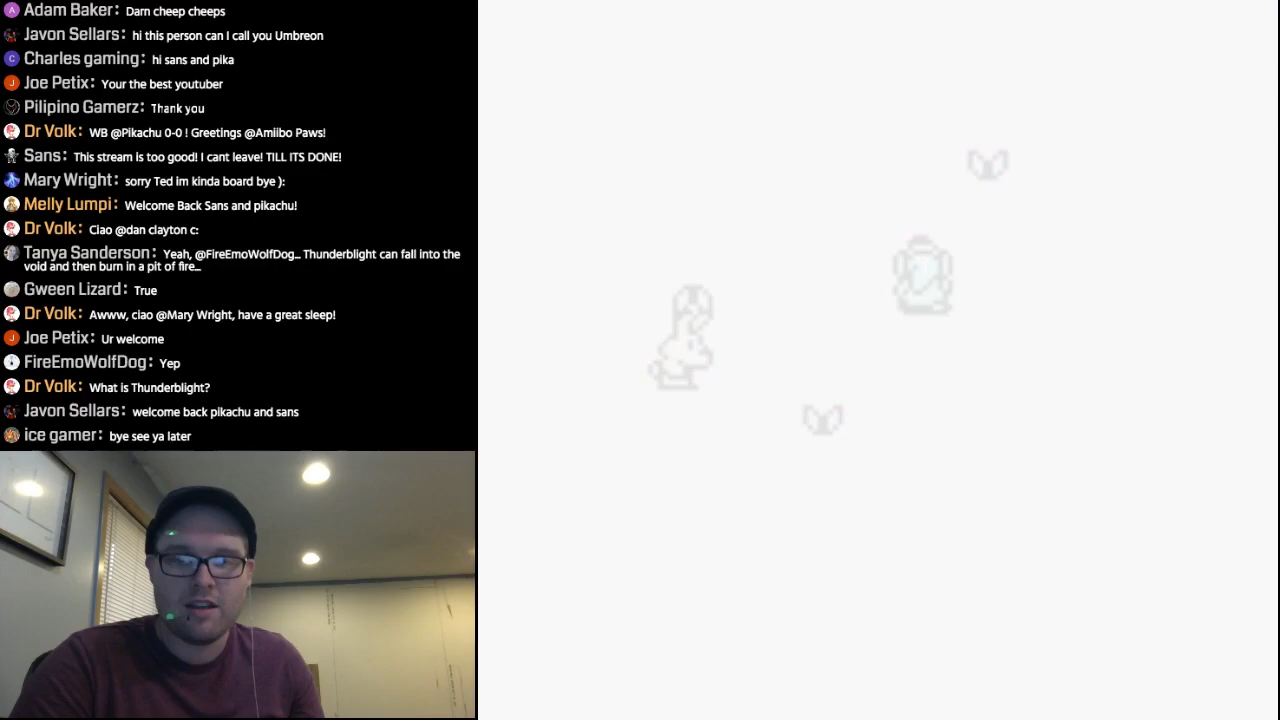 Adam Baker: Darn cheep cheeps
Javon Sellars: hi this person can I call you Umbreon
Charles gaming: hi sans and pika
Joe Petix: Your the best youtuber
Pilipino Gamerz: Thank you
Dr Volk: WB @Pikachu 0-0 ! Greetings @Amiibo Paws!
Sans: This stream is too good! I cant leave! TILL ITS DONE!
Mary Wright: sorry Ted im kinda board bye ):
Melly Lumpi: Welcome Back Sans and pikachu!
Dr Volk: Ciao @dan clayton c:
Tanya Sanderson: Yeah, @FireEmoWolfDog... Thunderblight can fall into the
void and then burn in a pit of fire...
Gween Lizard: True
Dr Volk: Awww, ciao @Mary Wright, have a great sleep!
Joe Petix: Ur welcome
FireEmoWolfDog: Yep
Dr Volk: What is Thunderblight?
Javon Sellars: welcome back pikachu and sans
ice gamer: bye see ya later